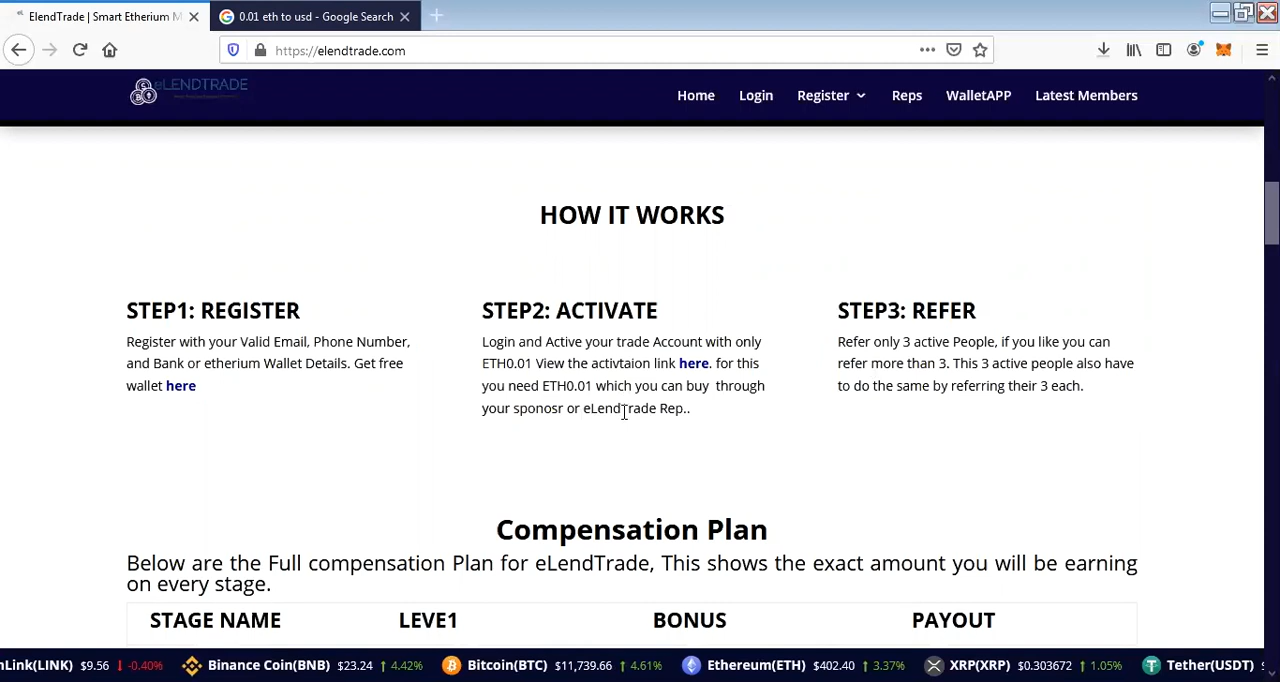 ElendTrade | Smart Etherium M
0.01 eth to usd - Google Search
https://elendtrade.com
eLENDTRADE
Home Login Register Reps WalletAPP Latest Members
HOW IT WORKS
STEP1: REGISTER
Register with your Valid Email, Phone Number,
and Bank or etherium Wallet Details. Get free
wallet here
STEP2: ACTIVATE
Login and Active your trade Account with only
ETH0.01 View the activtaion link here. for this
you need ETH0.01 which you can buy through
your sponosr or eLendTrade Rep..
STEP3: REFER
Refer only 3 active People, if you like you can
refer more than 3. This 3 active people also have
to do the same by referring their 3 each.
Compensation Plan
Below are the Full compensation Plan for eLendTrade, This shows the exact amount you will be earning
on every stage.
STAGE NAME LEVE1 BONUS PAYOUT
nLink(LINK) $9.56 ↓ -0.40% Binance Coin(BNB) $23.24 ↑ 4.42% Bitcoin(BTC) $11,739.66 ↑ 4.61% Ethereum(ETH) $402.40 ↑ 3.37% XRP(XRP) $0.303672 ↑ 1.05% Tether(USDT)